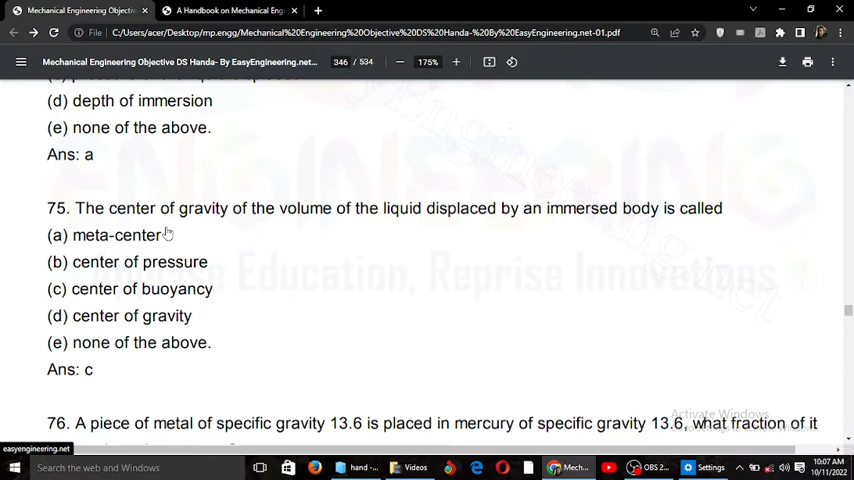 Mechanical Engineering Objectiv
A Handbook on Mechanical Eng
File
C:/Users/acer/Desktop/mp.engg/Mechanical%20Engineering%20Objective%20DS%20Handa-%20By%20EasyEngineering.net-01.pdf
Mechanical Engineering Objective DS Handa- By EasyEngineering.net...
346 / 534
175%
(d) depth of immersion
(e) none of the above.
Ans: a
75. The center of gravity of the volume of the liquid displaced by an immersed body is called
(a) meta-center
(b) center of pressure
(c) center of buoyancy
(d) center of gravity
(e) none of the above.
Ans: c
76. A piece of metal of specific gravity 13.6 is placed in mercury of specific gravity 13.6, what fraction of it
Activate Windows
easyengineering.net
Search the web and Windows
hand -...
Videos
Mech...
OBS 2...
Settings
10:07 AM
10/11/2022